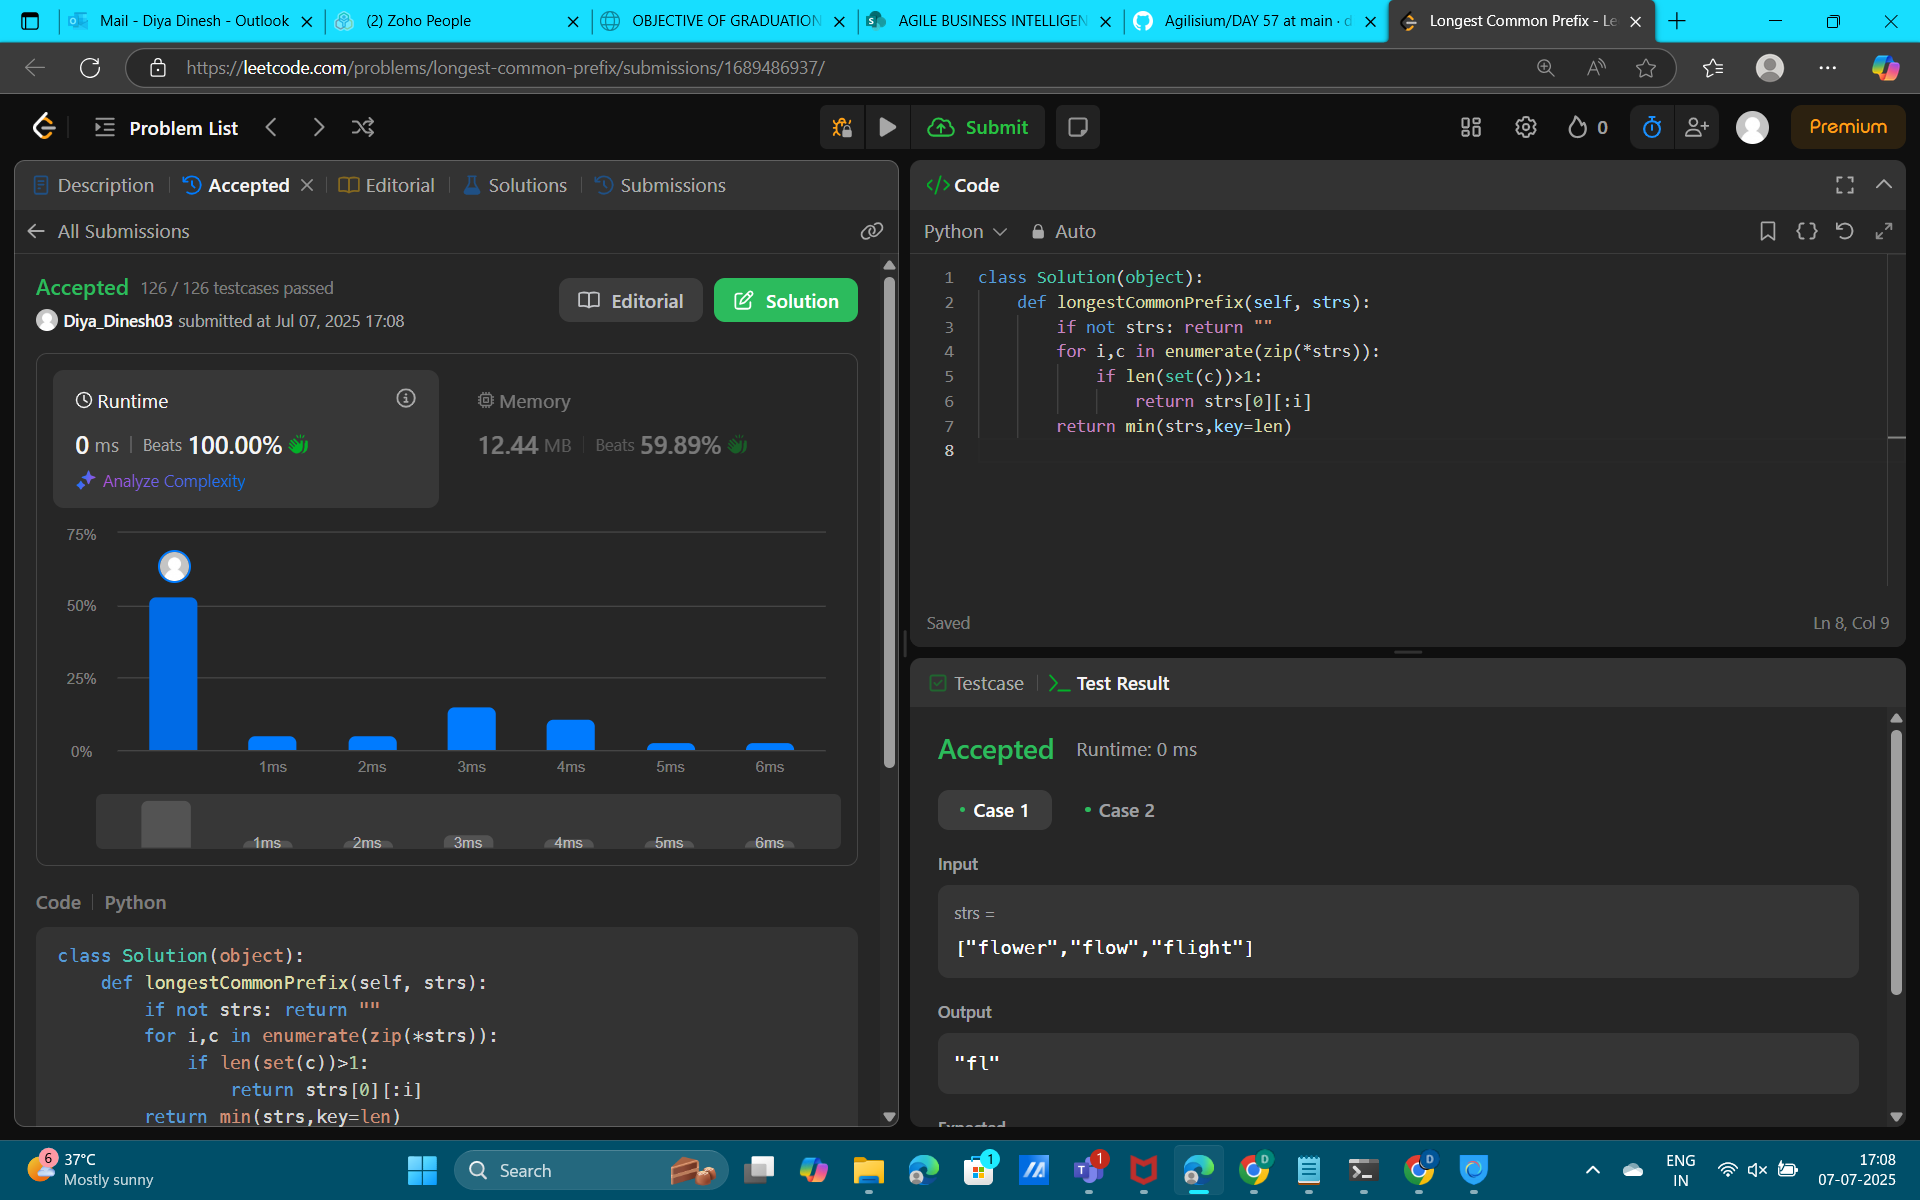 Mail - Diya Dinesh - Outlook
(2) Zoho People
OBJECTIVE OF GRADUATION
AGILE BUSINESS INTELLIGEN
Agilisium/DAY 57 at main · d
Longest Common Prefix - Le
https://leetcode.com/problems/longest-common-prefix/submissions/1689486937/
Problem List
Submit
0
Premium
Description
Accepted
Editorial
Solutions
Submissions
All Submissions
Accepted 126 / 126 testcases passed
Diya_Dinesh03 submitted at Jul 07, 2025 17:08
Editorial
Solution
Runtime
0 ms | Beats 100.00%
Analyze Complexity
Memory
12.44 MB | Beats 59.89%
75%
50%
25%
0%
1ms 2ms 3ms 4ms 5ms 6ms
1ms 2ms 3ms 4ms 5ms 6ms
Code | Python
class Solution(object):
def longestCommonPrefix(self, strs):
if not strs: return ""
for i,c in enumerate(zip(*strs)):
if len(set(c))>1:
return strs[0][:i]
return min(strs,key=len)
</> Code
Python
Auto
1 class Solution(object):
2 def longestCommonPrefix(self, strs):
3 if not strs: return ""
4 for i,c in enumerate(zip(*strs)):
5 if len(set(c))>1:
6 return strs[0][:i]
7 return min(strs,key=len)
8
Saved
Ln 8, Col 9
Testcase
Test Result
Accepted Runtime: 0 ms
Case 1
Case 2
Input
strs =
["flower","flow","flight"]
Output
"fl"
Expected
6
37°C
Mostly sunny
Search
1
1
D
D
ENG
IN
17:08
07-07-2025